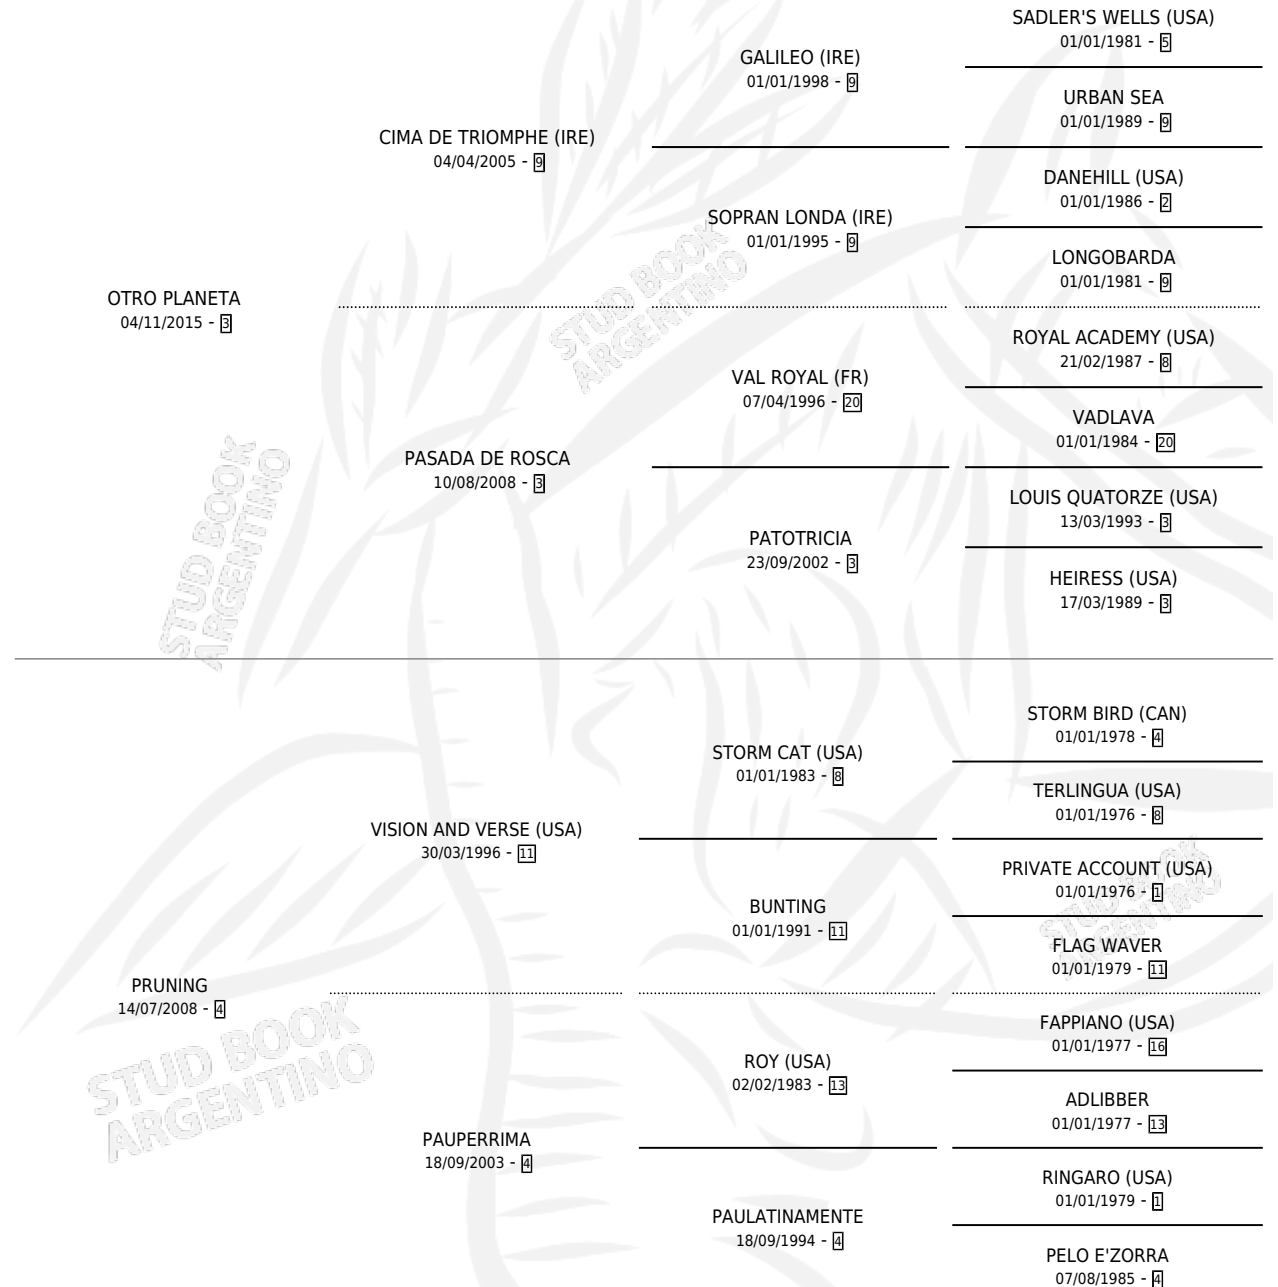 SADLER'S WELLS (USA)
01/01/1981 - 5
GALILEO (IRE)
01/01/1998 - 9
URBAN SEA
01/01/1989 - 9
CIMA DE TRIOMPHE (IRE)
04/04/2005 - 9
DANEHILL (USA)
01/01/1986 - 2
SOPRAN LONDA (IRE)
01/01/1995 - 9
LONGOBARDA
01/01/1981 - 9
OTRO PLANETA
04/11/2015 - 3
STUD BOOK
ARGENTINO
ROYAL ACADEMY (USA)
21/02/1987 - 8
VAL ROYAL (FR)
07/04/1996 - 20
VADLAVA
01/01/1984 - 20
PASADA DE ROSCA
10/08/2008 - 3
LOUIS QUATORZE (USA)
13/03/1993 - 3
PATOTRICIA
23/09/2002 - 3
HEIRESS (USA)
17/03/1989 - 3
STUD BOOK
ARGENTINO
STORM BIRD (CAN)
01/01/1978 - 4
STORM CAT (USA)
01/01/1983 - 8
TERLINGUA (USA)
01/01/1976 - 8
VISION AND VERSE (USA)
30/03/1996 - 11
PRIVATE ACCOUNT (USA)
01/01/1976 - 1
BUNTING
01/01/1991 - 11
STUD BOOK
ARGENTINO
FLAG WAVER
01/01/1979 - 11
PRUNING
14/07/2008 - 4
STUD BOOK
ARGENTINO
FAPPIANO (USA)
01/01/1977 - 16
ROY (USA)
02/02/1983 - 13
ADLIBBER
01/01/1977 - 13
PAUPERRIMA
18/09/2003 - 4
RINGARO (USA)
01/01/1979 - 1
PAULATINAMENTE
18/09/1994 - 4
PELO E'ZORRA
07/08/1985 - 4